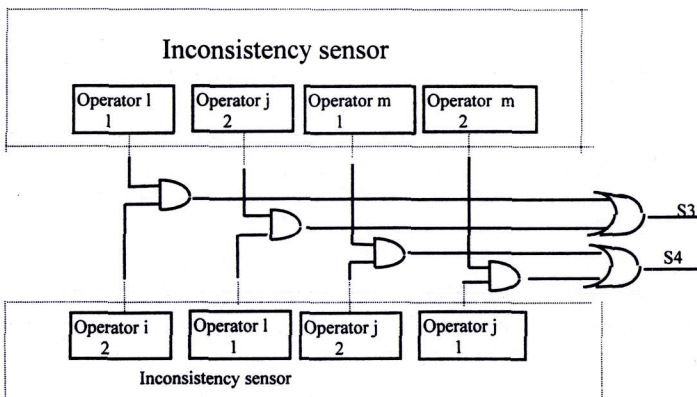 Inconsistency sensor
Operator l
1
Operator j
2
Operator m
1
Operator m
2
S3
S4
Operator i
2
Operator l
1
Operator j
2
Operator j
1
Inconsistency sensor